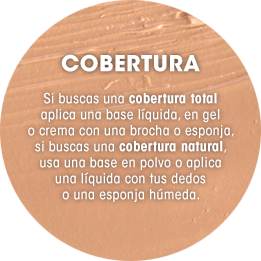 COBERTURA
Si buscas una cobertura total
aplica una base líquida, en gel
o crema con una brocha o esponja,
si buscas una cobertura natural,
usa una base en polvo o aplica
una líquida con tus dedos
o una esponja húmeda.